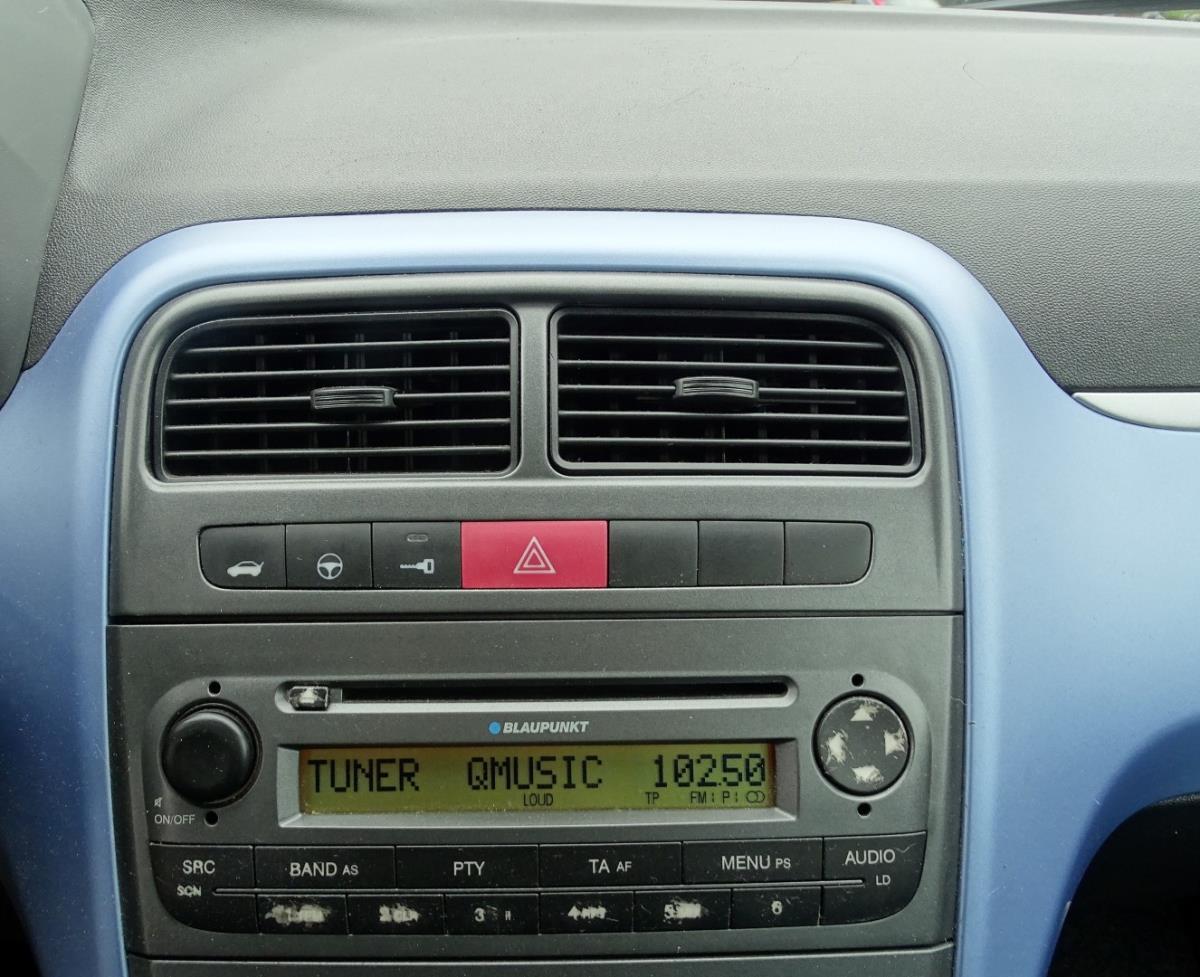 BLAUPUNKT
TUNER QMUSIC 10250
LOUD TP FM P
ON/OFF
SRC BAND AS PTY TA AF MENU PS AUDIO
SCN LD
3 6